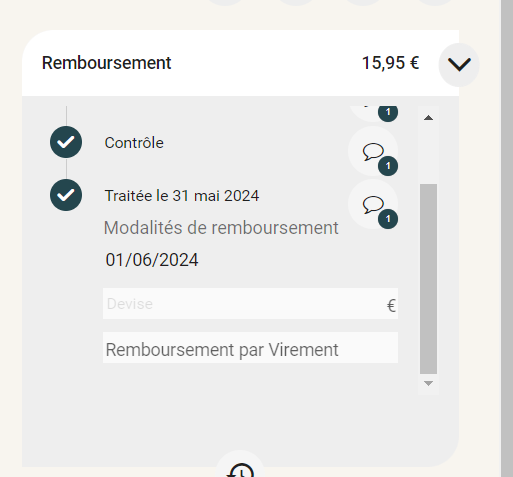 Remboursement 15,95 €
1
Contrôle
1
Traitée le 31 mai 2024
1
Modalités de remboursement
01/06/2024
Devise €
Remboursement par Virement